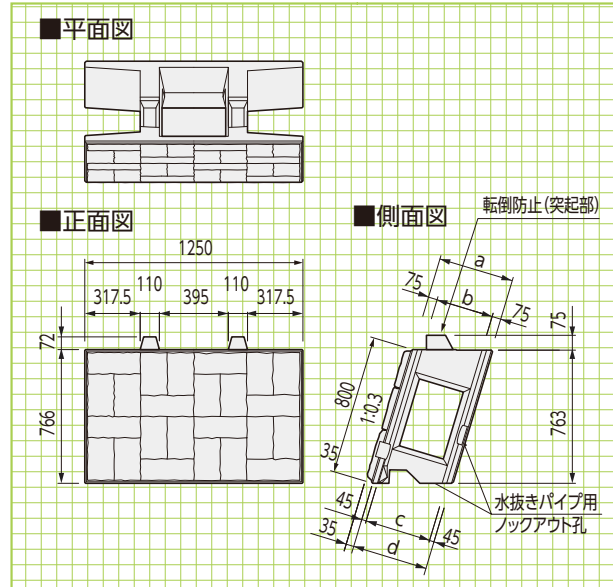 ■平面図
■正面図
1250
317.5 110 395 110 317.5
72
766
■側面図
転倒防止(突起部)
a
75 b 75
75
800
1:0.3
763
35
45 c 45
35 d
水抜きパイプ用
ノックアウト孔